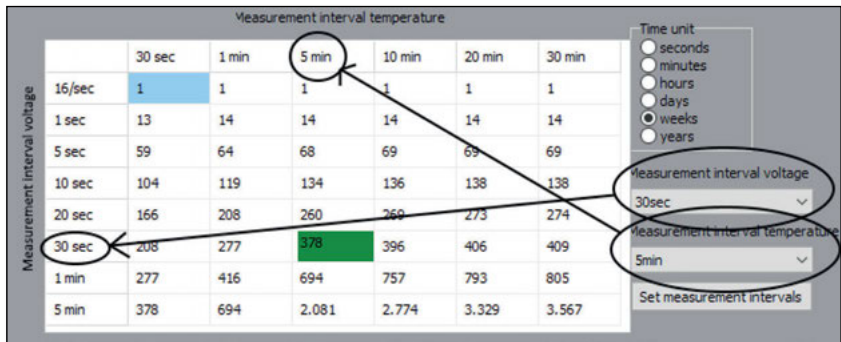 Measurement interval temperature
30 sec 1 min 5 min 10 min 20 min 30 min
16/sec 1 1 1 1 1 1
1 sec 13 14 14 14 14 14
5 sec 59 64 68 69 69 69
10 sec 104 119 134 136 138 138
20 sec 166 208 260 269 273 274
30 sec 208 277 378 396 406 409
1 min 277 416 694 757 793 805
5 min 378 694 2.081 2.774 3.329 3.567
Measurement interval voltage
Time unit
seconds
minutes
hours
days
weeks
years
Measurement interval voltage
30sec
Measurement interval temperature
5min
Set measurement intervals